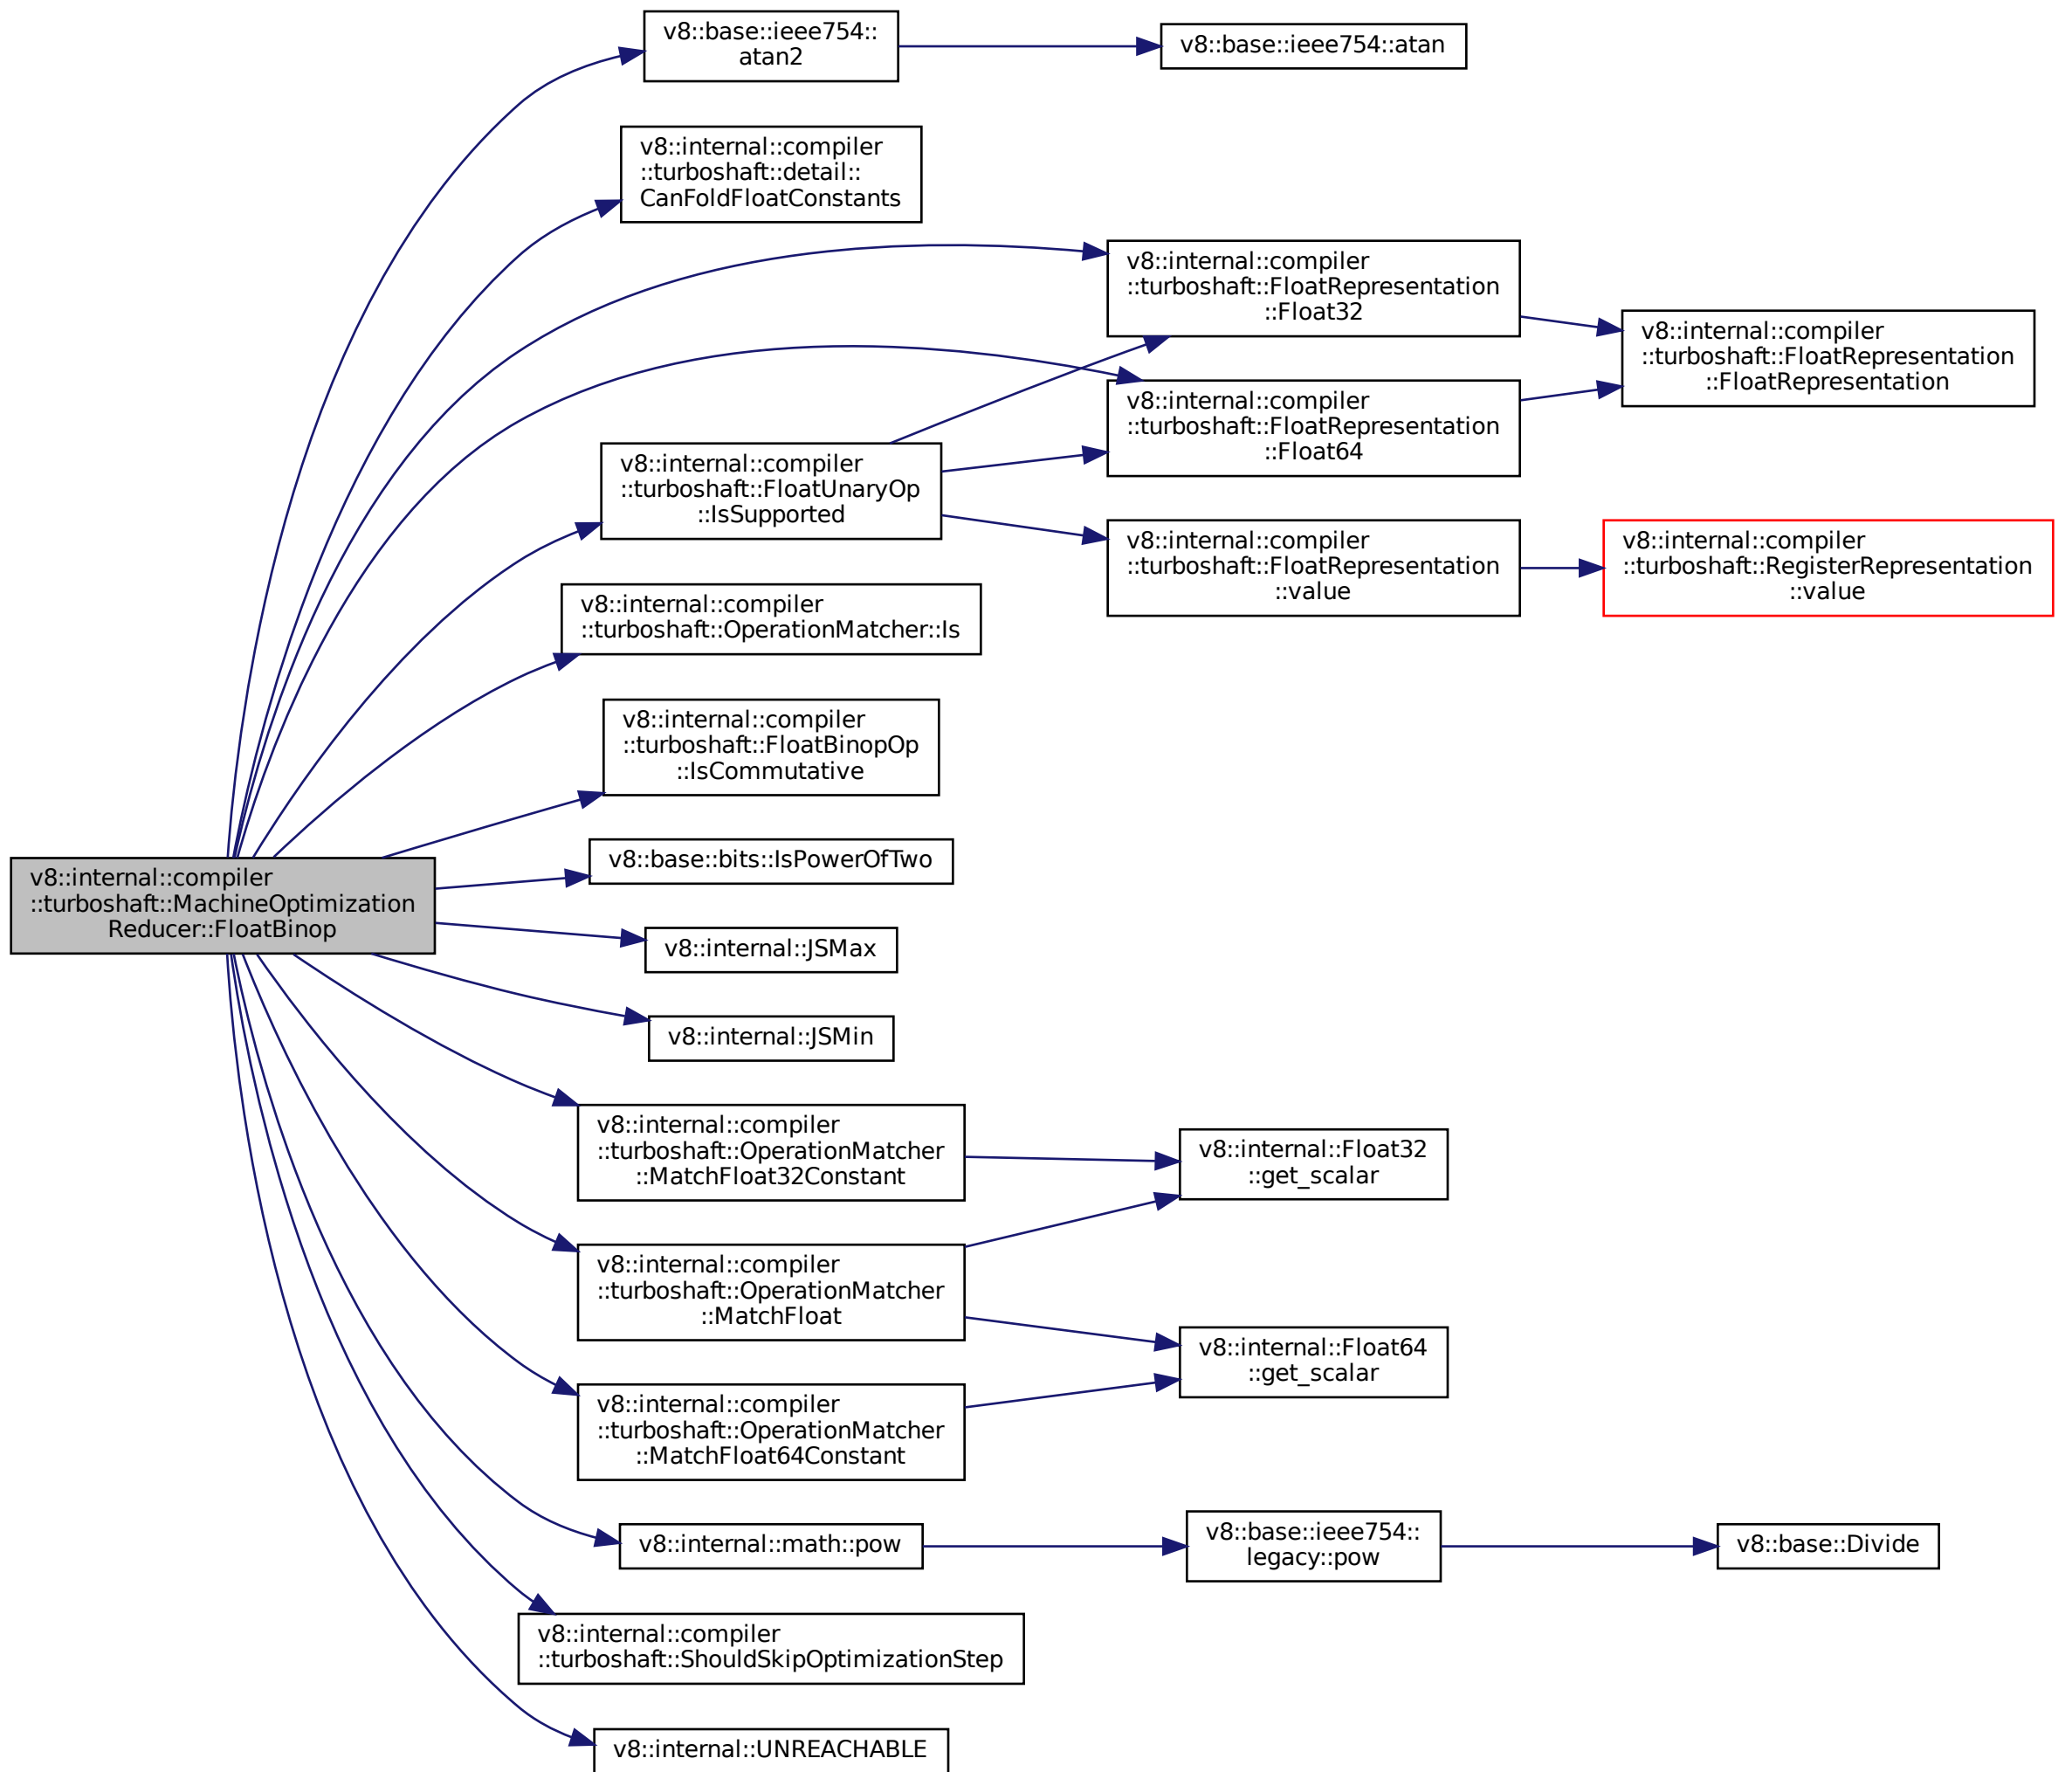 v8::base::ieee754::
atan2
v8::base::ieee754::atan
v8::internal::compiler
::turboshaft::detail::
CanFoldFloatConstants
v8::internal::compiler
::turboshaft::FloatRepresentation
::Float32
v8::internal::compiler
::turboshaft::FloatRepresentation
::FloatRepresentation
v8::internal::compiler
::turboshaft::FloatRepresentation
::Float64
v8::internal::compiler
::turboshaft::FloatUnaryOp
::IsSupported
v8::internal::compiler
::turboshaft::FloatRepresentation
::value
v8::internal::compiler
::turboshaft::RegisterRepresentation
::value
v8::internal::compiler
::turboshaft::OperationMatcher::Is
v8::internal::compiler
::turboshaft::FloatBinopOp
::IsCommutative
v8::base::bits::IsPowerOfTwo
v8::internal::compiler
::turboshaft::MachineOptimization
Reducer::FloatBinop
v8::internal::JSMax
v8::internal::JSMin
v8::internal::compiler
::turboshaft::OperationMatcher
::MatchFloat32Constant
v8::internal::Float32
::get_scalar
v8::internal::compiler
::turboshaft::OperationMatcher
::MatchFloat
v8::internal::Float64
::get_scalar
v8::internal::compiler
::turboshaft::OperationMatcher
::MatchFloat64Constant
v8::internal::math::pow
v8::base::ieee754::
legacy::pow
v8::base::Divide
v8::internal::compiler
::turboshaft::ShouldSkipOptimizationStep
v8::internal::UNREACHABLE